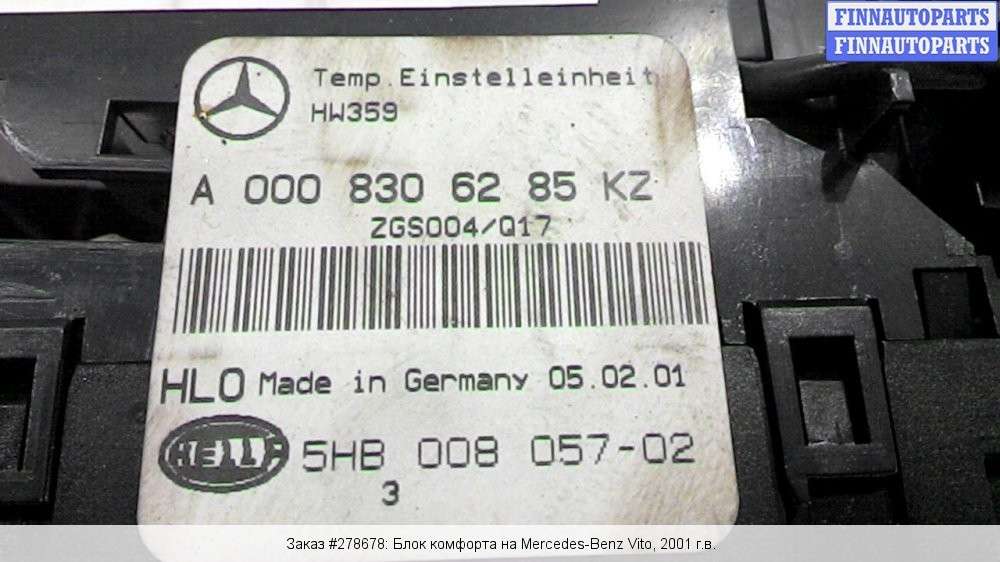 FINNAUTOPARTS
FINNAUTOPARTS
Temp.Einstelleinheit
HW359
A 000 830 62 85 KZ
ZGS004/Q17
HLO Made in Germany 05.02.01
HELLA 5HB 008 057-02
3
Заказ #278678: Блок комфорта на Mercedes-Benz Vito, 2001 г.в.